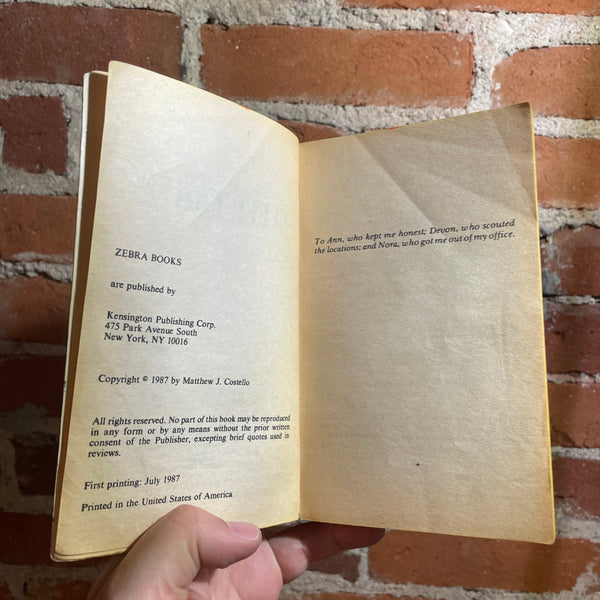 ZEBRA BOOKS
are published by
Kensington Publishing Corp.
475 Park Avenue South
New York, NY 10016
Copyright © 1987 by Matthew J. Costello
All rights reserved. No part of this book may be reproduced
in any form or by any means without the prior written
consent of the Publisher, excepting brief quotes used in
reviews.
First printing: July 1987
Printed in the United States of America
To Ann, who kept me honest; Devon, who scouted
the locations; and Nora, who got me out of my office.